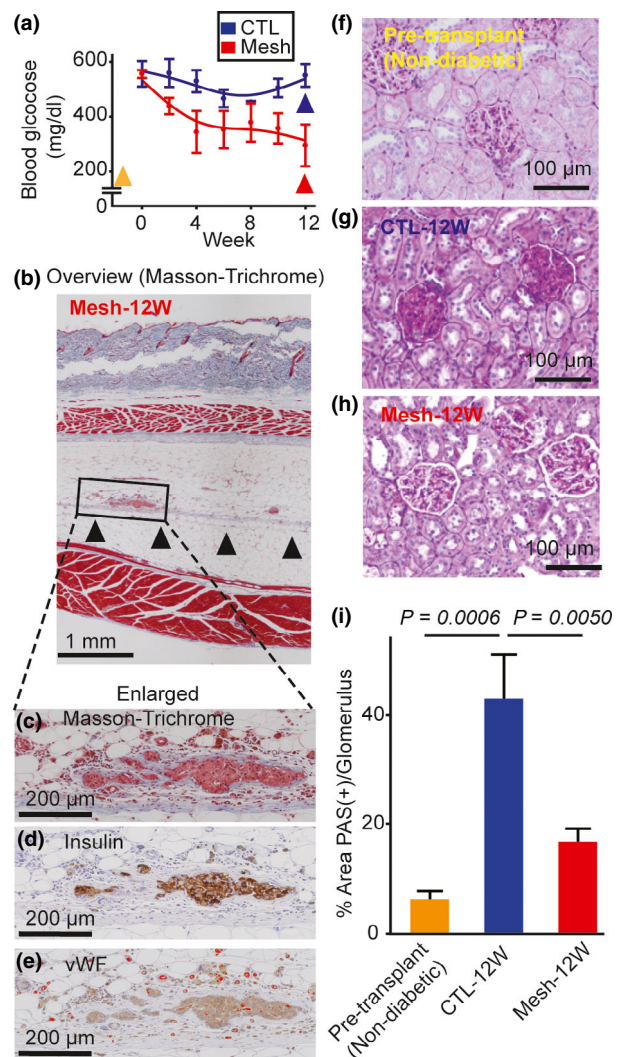 (a)
CTL
Mesh
Blood glcocose
(mg/dl)
600
400
200
0
0
4
8
12
Week
(b) Overview (Masson-Trichrome)
Mesh-12W
1 mm
Enlarged
(c) Masson-Trichrome
200 µm
(d) Insulin
200 µm
(e) vWF
200 µm
(f)
Pre-transplant
(Non-diabetic)
100 µm
(g)
CTL-12W
100 µm
(h)
Mesh-12W
100 µm
(i)
P = 0.0006 P = 0.0050
% Area PAS(+)/Glomerulus
40
20
0
Pre-transplant
(Non-diabetic)
CTL-12W
Mesh-12W